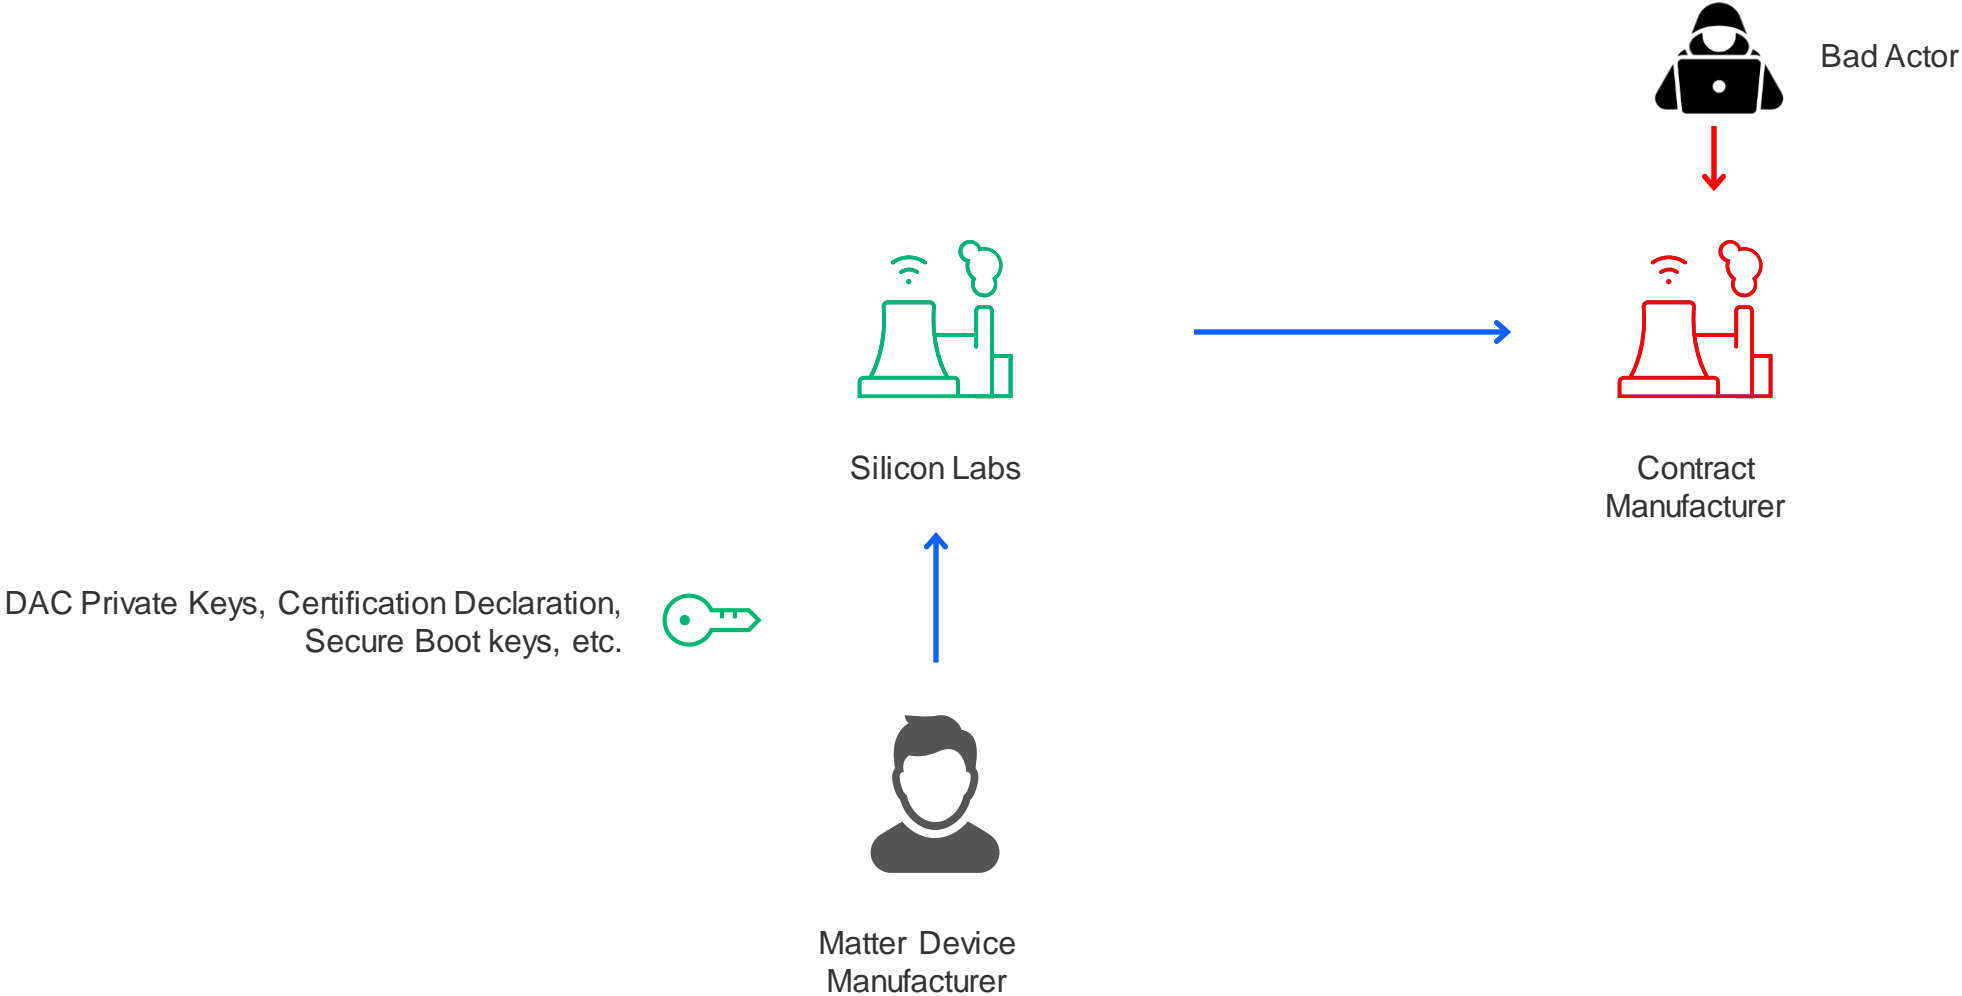 Bad Actor
Silicon Labs
Contract
Manufacturer
DAC Private Keys, Certification Declaration,
Secure Boot keys, etc.
Matter Device
Manufacturer